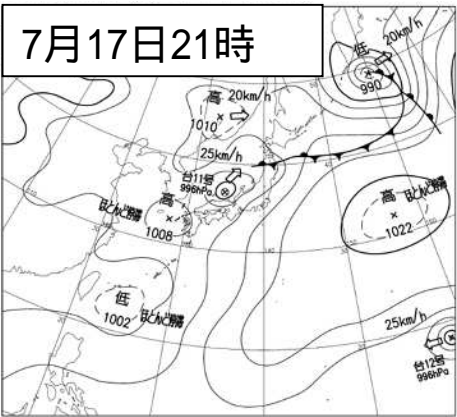 7月17日21時
低
20km/h
990
高
20km/h
1010
25km/h
台11号
996hPa
高
ほとんど停滞
1008
高
ほとんど停滞
1022
低
ほとんど停滞
1002
25km/h
台12号
996hPa